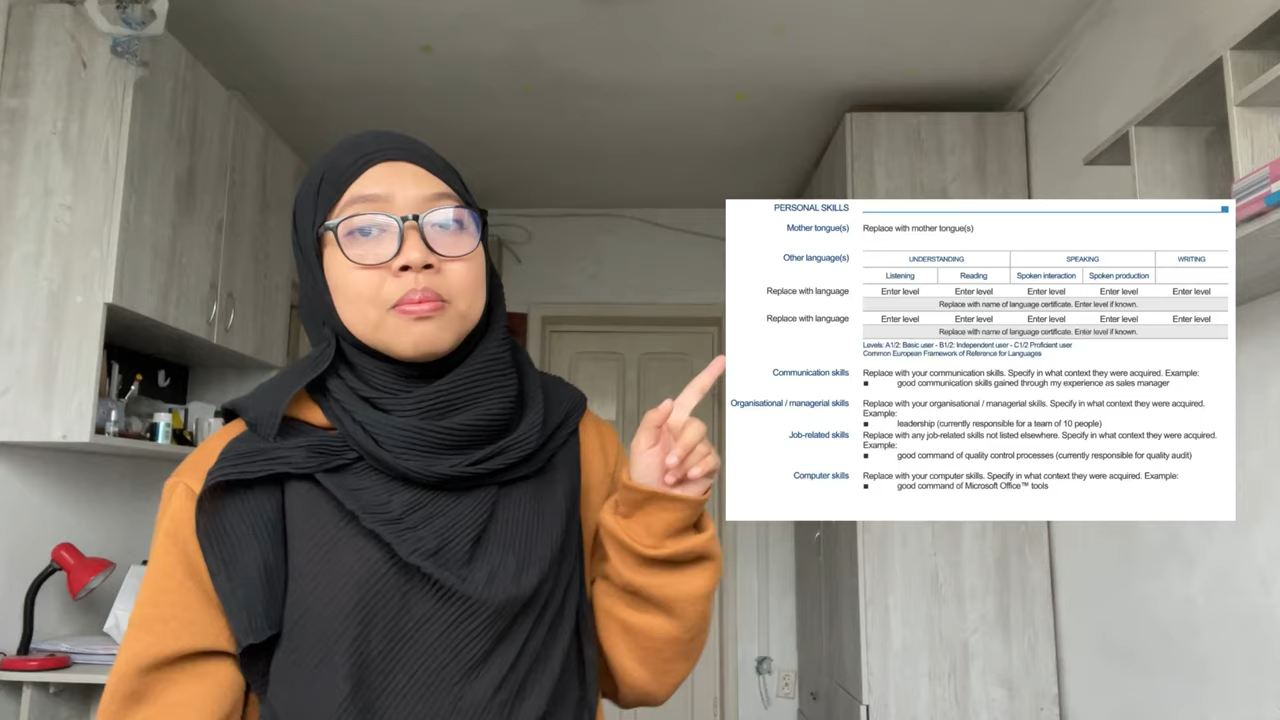 PERSONAL SKILLS
Mother tongue(s) Replace with mother tongue(s)
Other language(s) UNDERSTANDING SPEAKING WRITING
Listening Reading Spoken interaction Spoken production
Replace with language Enter level Enter level Enter level Enter level Enter level
Replace with name of language certificate. Enter level if known.
Replace with language Enter level Enter level Enter level Enter level Enter level
Replace with name of language certificate. Enter level if known.
Levels: A1/2: Basic user - B1/2: Independent user - C1/2 Proficient user
Common European Framework of Reference for Languages
Communication skills Replace with your communication skills. Specify in what context they were acquired. Example:
■ good communication skills gained through my experience as sales manager
Organisational / managerial skills Replace with your organisational / managerial skills. Specify in what context they were acquired.
Example:
■ leadership (currently responsible for a team of 10 people)
Job-related skills Replace with any job-related skills not listed elsewhere. Specify in what context they were acquired.
Example:
■ good command of quality control processes (currently responsible for quality audit)
Computer skills Replace with your computer skills. Specify in what context they were acquired. Example:
■ good command of Microsoft Office™ tools